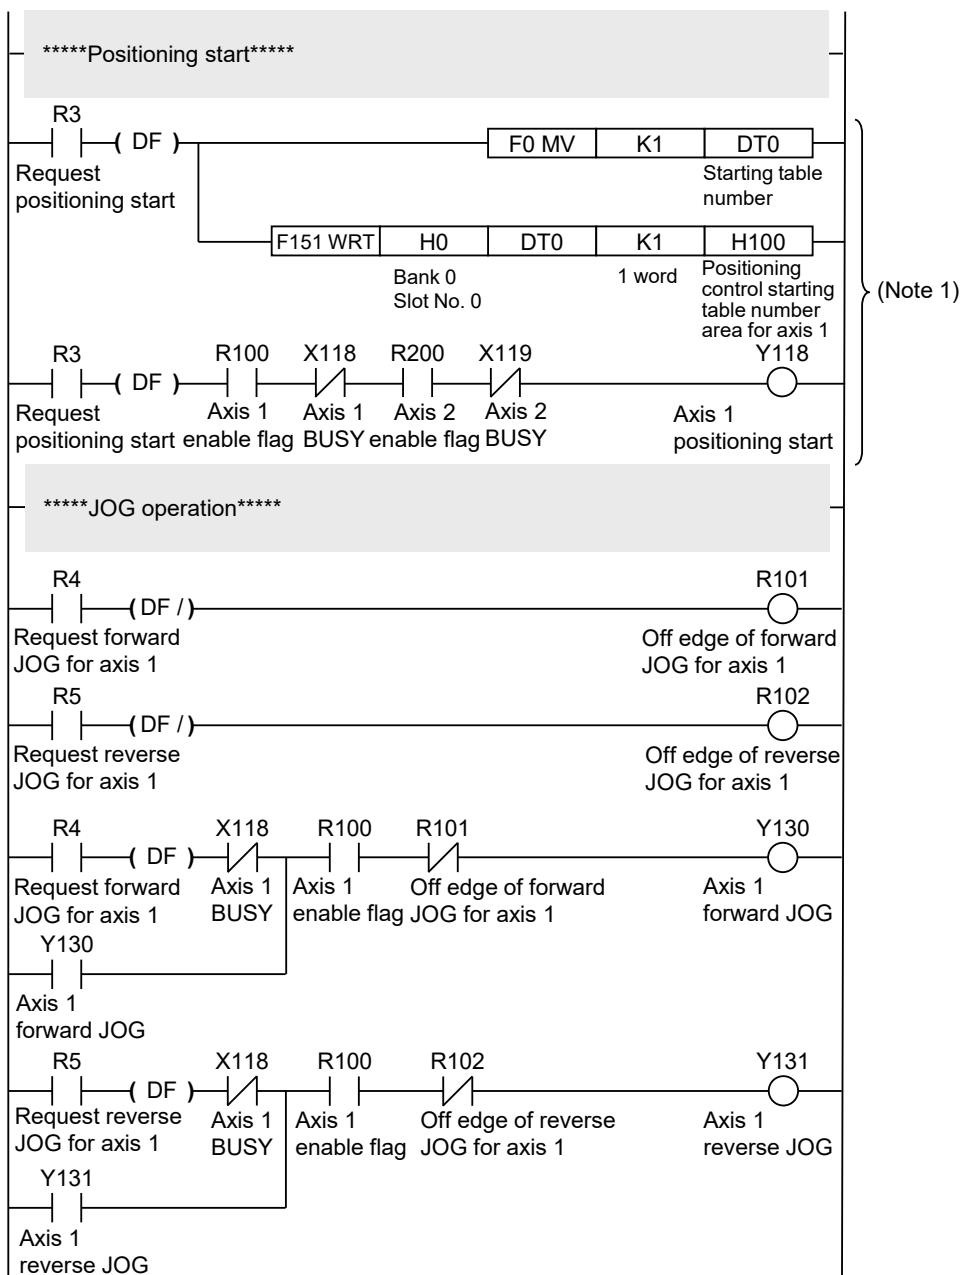 *****Positioning start*****
R3
( DF )
F0 MV K1 DT0
Request
positioning start
Starting table
number
F151 WRT H0 DT0 K1 H100
Bank 0
Slot No. 0
1 word
Positioning
control starting
table number
area for axis 1
(Note 1)
R3 R100 X118 R200 X119 Y118
( DF )
Request
positioning start
Axis 1
enable flag
Axis 1
BUSY
Axis 2
enable flag
Axis 2
BUSY
Axis 1
positioning start
*****JOG operation*****
R4 R101
( DF / )
Request forward
JOG for axis 1
Off edge of forward
JOG for axis 1
R5 R102
( DF / )
Request reverse
JOG for axis 1
Off edge of reverse
JOG for axis 1
R4 X118 R100 R101 Y130
( DF )
Request forward
JOG for axis 1
Axis 1
BUSY
Axis 1
enable flag
Off edge of forward
JOG for axis 1
Axis 1
forward JOG
Y130
Axis 1
forward JOG
R5 X118 R100 R102 Y131
( DF )
Request reverse
JOG for axis 1
Axis 1
BUSY
Axis 1
enable flag
Off edge of reverse
JOG for axis 1
Axis 1
reverse JOG
Y131
Axis 1
reverse JOG